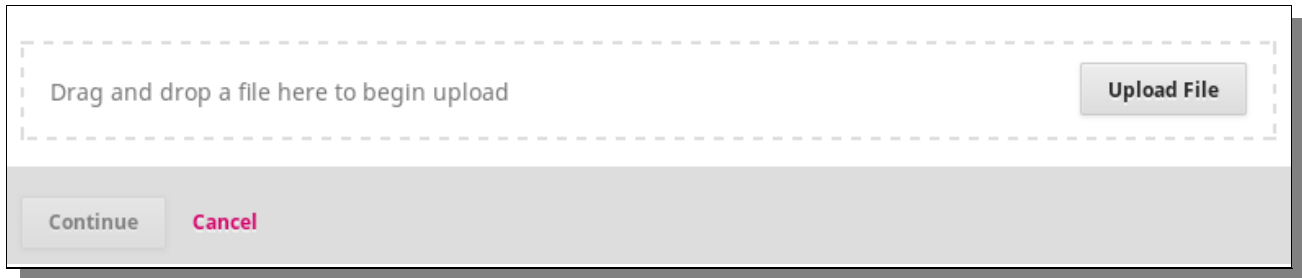 Drag and drop a file here to begin upload
Upload File
Continue
Cancel